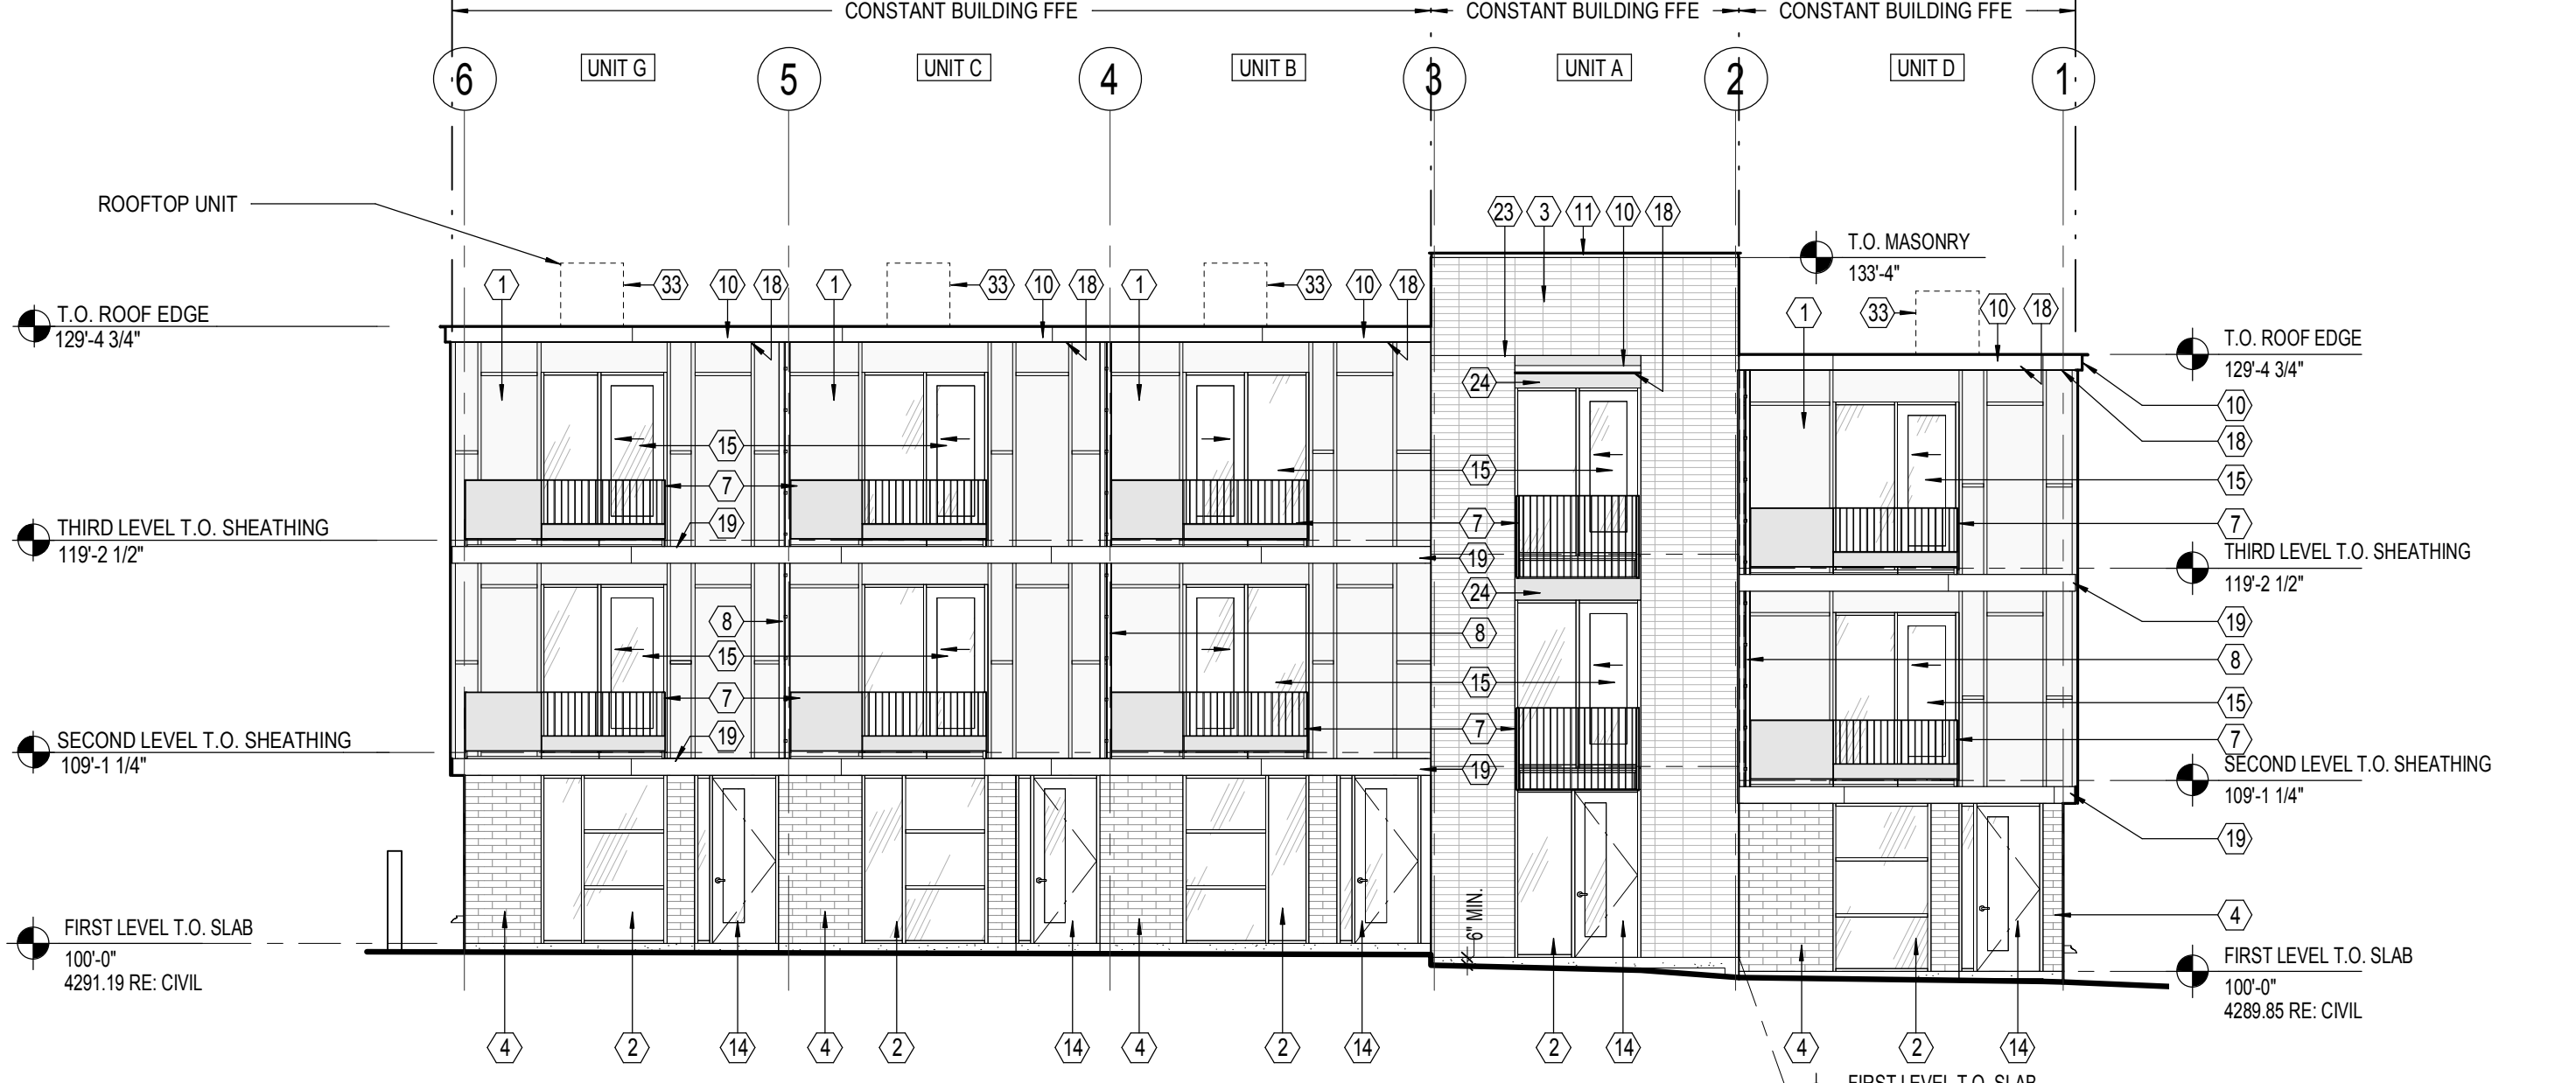 CONSTANT BUILDING FFE CONSTANT BUILDING FFE CONSTANT BUILDING FFE
6 UNIT G 5 UNIT C 4 UNIT B 3 UNIT A 2 UNIT D 1
ROOFTOP UNIT
23 3 11 10 18
T.O. MASONRY
133'-4"
1 33 10 18 1 33 10 18 1 33 10 18
1 33 10 18
T.O. ROOF EDGE
129'-4 3/4"
T.O. ROOF EDGE
129'-4 3/4"
24
10
18
15 15 15
7
7
THIRD LEVEL T.O. SHEATHING
119'-2 1/2"
19
7
19
THIRD LEVEL T.O. SHEATHING
119'-2 1/2"
24
8 8
19
15
8
15
7
15
7
7
19
SECOND LEVEL T.O. SHEATHING
109'-1 1/4"
19
SECOND LEVEL T.O. SHEATHING
109'-1 1/4"
19
6" MIN.
4
FIRST LEVEL T.O. SLAB
100'-0"
4291.19 RE: CIVIL
FIRST LEVEL T.O. SLAB
100'-0"
4289.85 RE: CIVIL
4 2 14 4 2 14 4 2 14 2 14 4 2 14
FIRST LEVEL T.O. SLAB